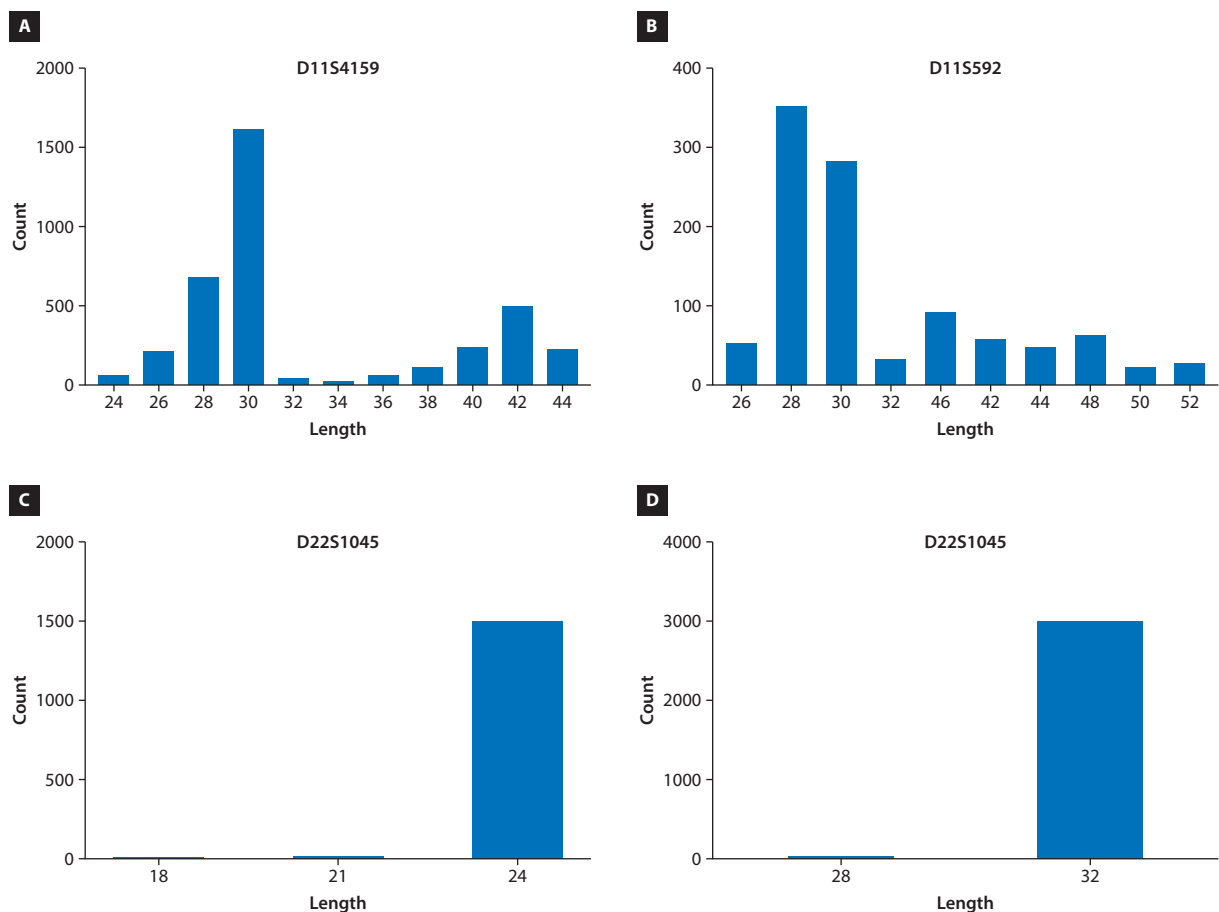 A
D11S4159
2000
1500
1000
500
0
Count
24 26 28 30 32 34 36 38 40 42 44
Length
B
D11S592
400
300
200
100
0
Count
26 28 30 32 46 42 44 48 50 52
Length
C
D22S1045
2000
1500
1000
500
0
Count
18 21 24
Length
D
D22S1045
4000
3000
2000
1000
0
Count
28 32
Length